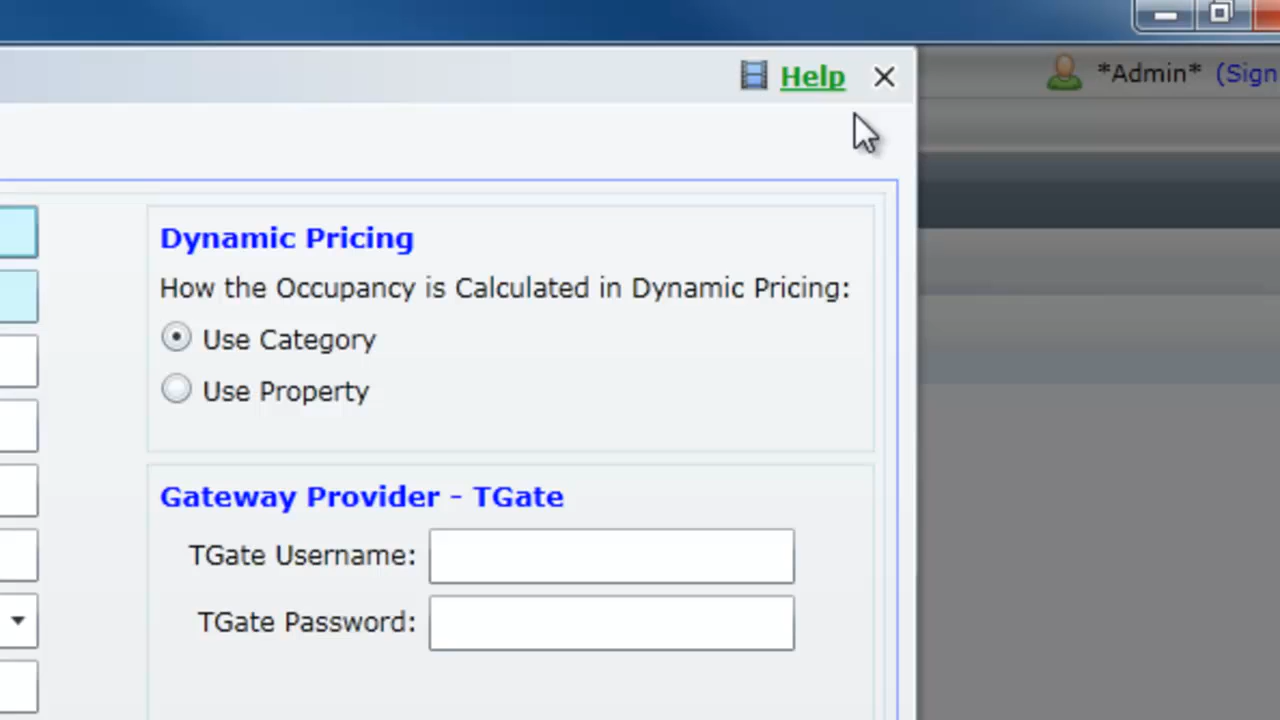 Help
*Admin* (Sign
Dynamic Pricing
How the Occupancy is Calculated in Dynamic Pricing:
Use Category
Use Property
Gateway Provider - TGate
TGate Username:
TGate Password: